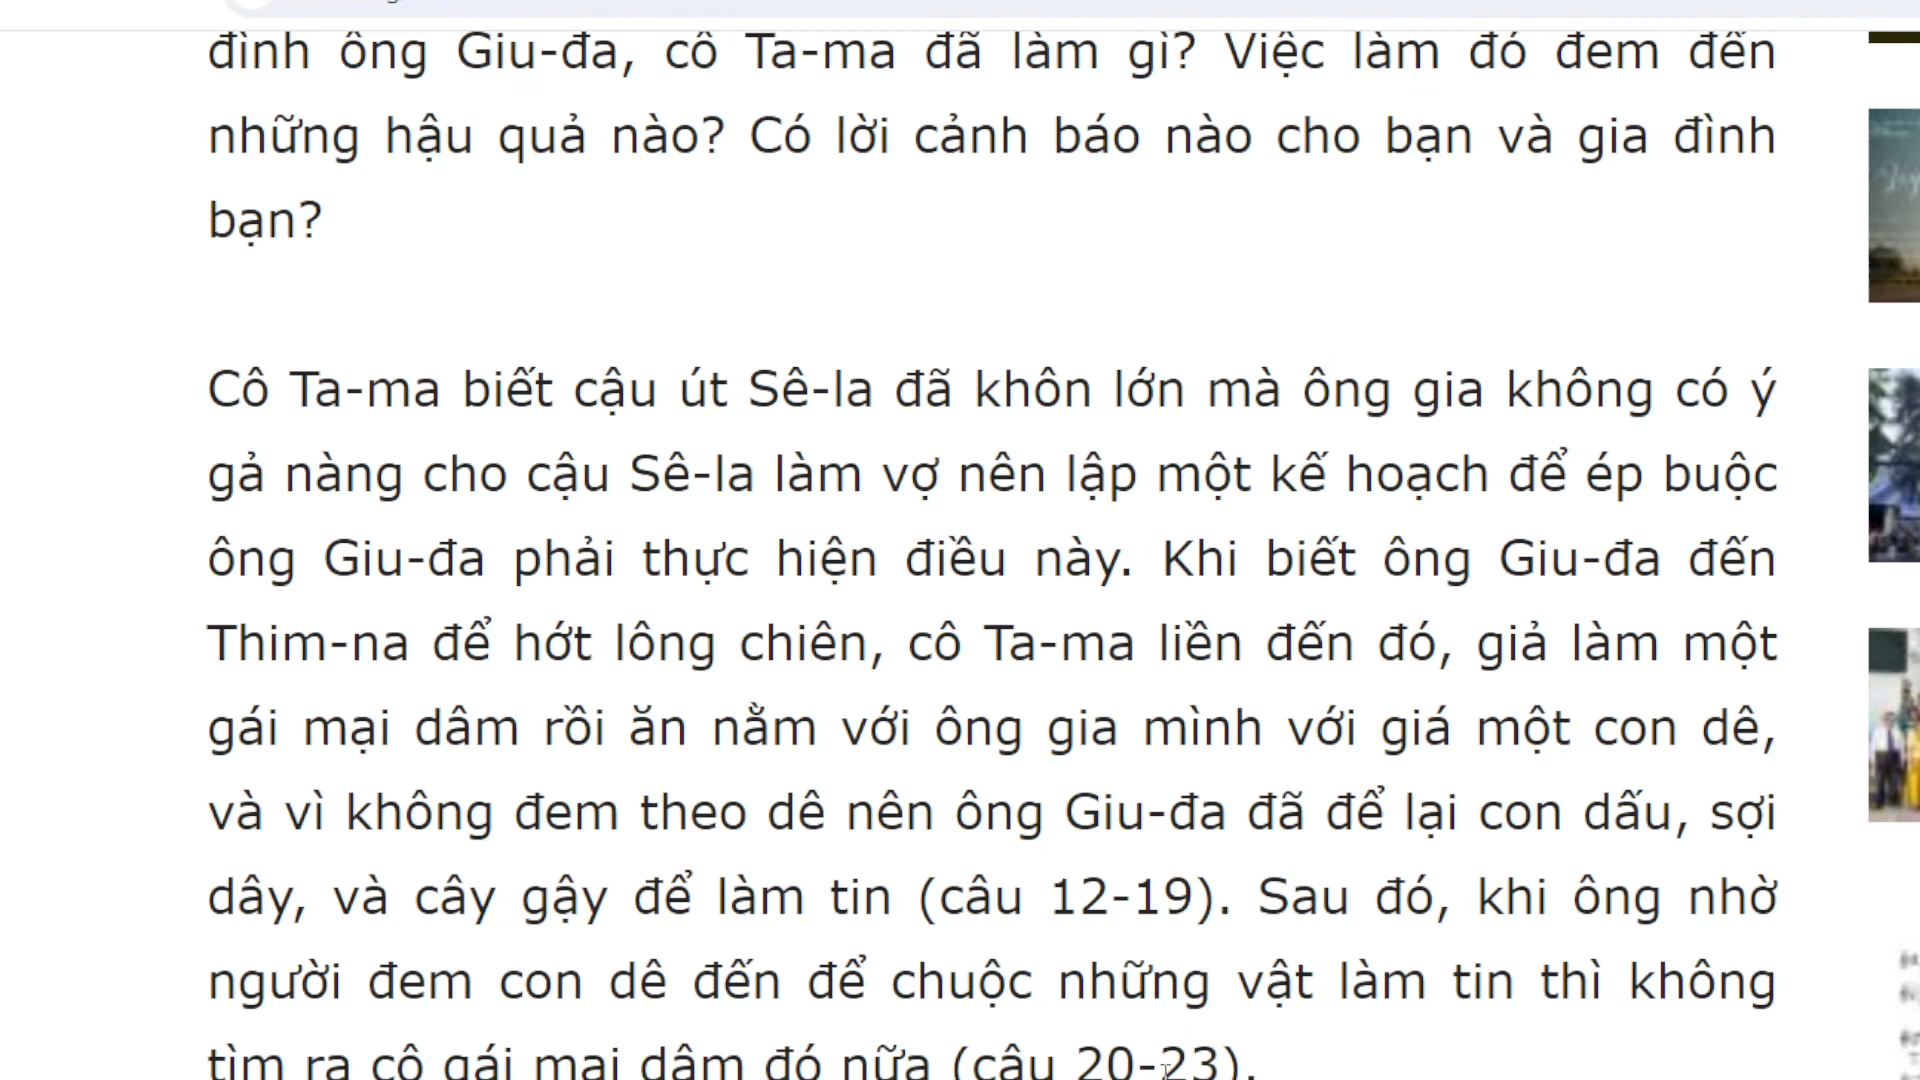 đình ông Giu-đa, cô Ta-ma đã làm gì? Việc làm đó đem đến
những hậu quả nào? Có lời cảnh báo nào cho bạn và gia đình
bạn?
Cô Ta-ma biết cậu út Sê-la đã khôn lớn mà ông gia không có ý
gả nàng cho cậu Sê-la làm vợ nên lập một kế hoạch để ép buộc
ông Giu-đa phải thực hiện điều này. Khi biết ông Giu-đa đến
Thim-na để hớt lông chiên, cô Ta-ma liền đến đó, giả làm một
gái mại dâm rồi ăn nằm với ông gia mình với giá một con dê,
và vì không đem theo dê nên ông Giu-đa đã để lại con dấu, sợi
dây, và cây gậy để làm tin (câu 12-19). Sau đó, khi ông nhờ
người đem con dê đến để chuộc những vật làm tin thì không
tìm ra cô gái mại dâm đó nữa (câu 20-23).